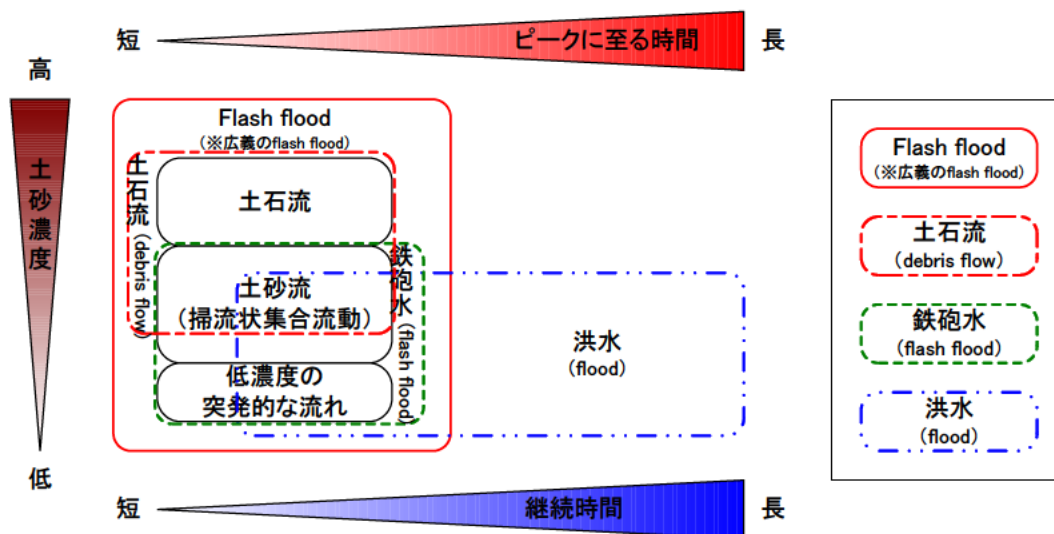 短
ピークに至る時間
長
高
土砂濃度
低
Flash flood
(※広義のflash flood)
土石流(debris flow)
土石流
鉄砲水(flash flood)
土砂流
(掃流状集合流動)
低濃度の
突発的な流れ
洪水
(flood)
短
継続時間
長
Flash flood
(※広義のflash flood)
土石流
(debris flow)
鉄砲水
(flash flood)
洪水
(flood)